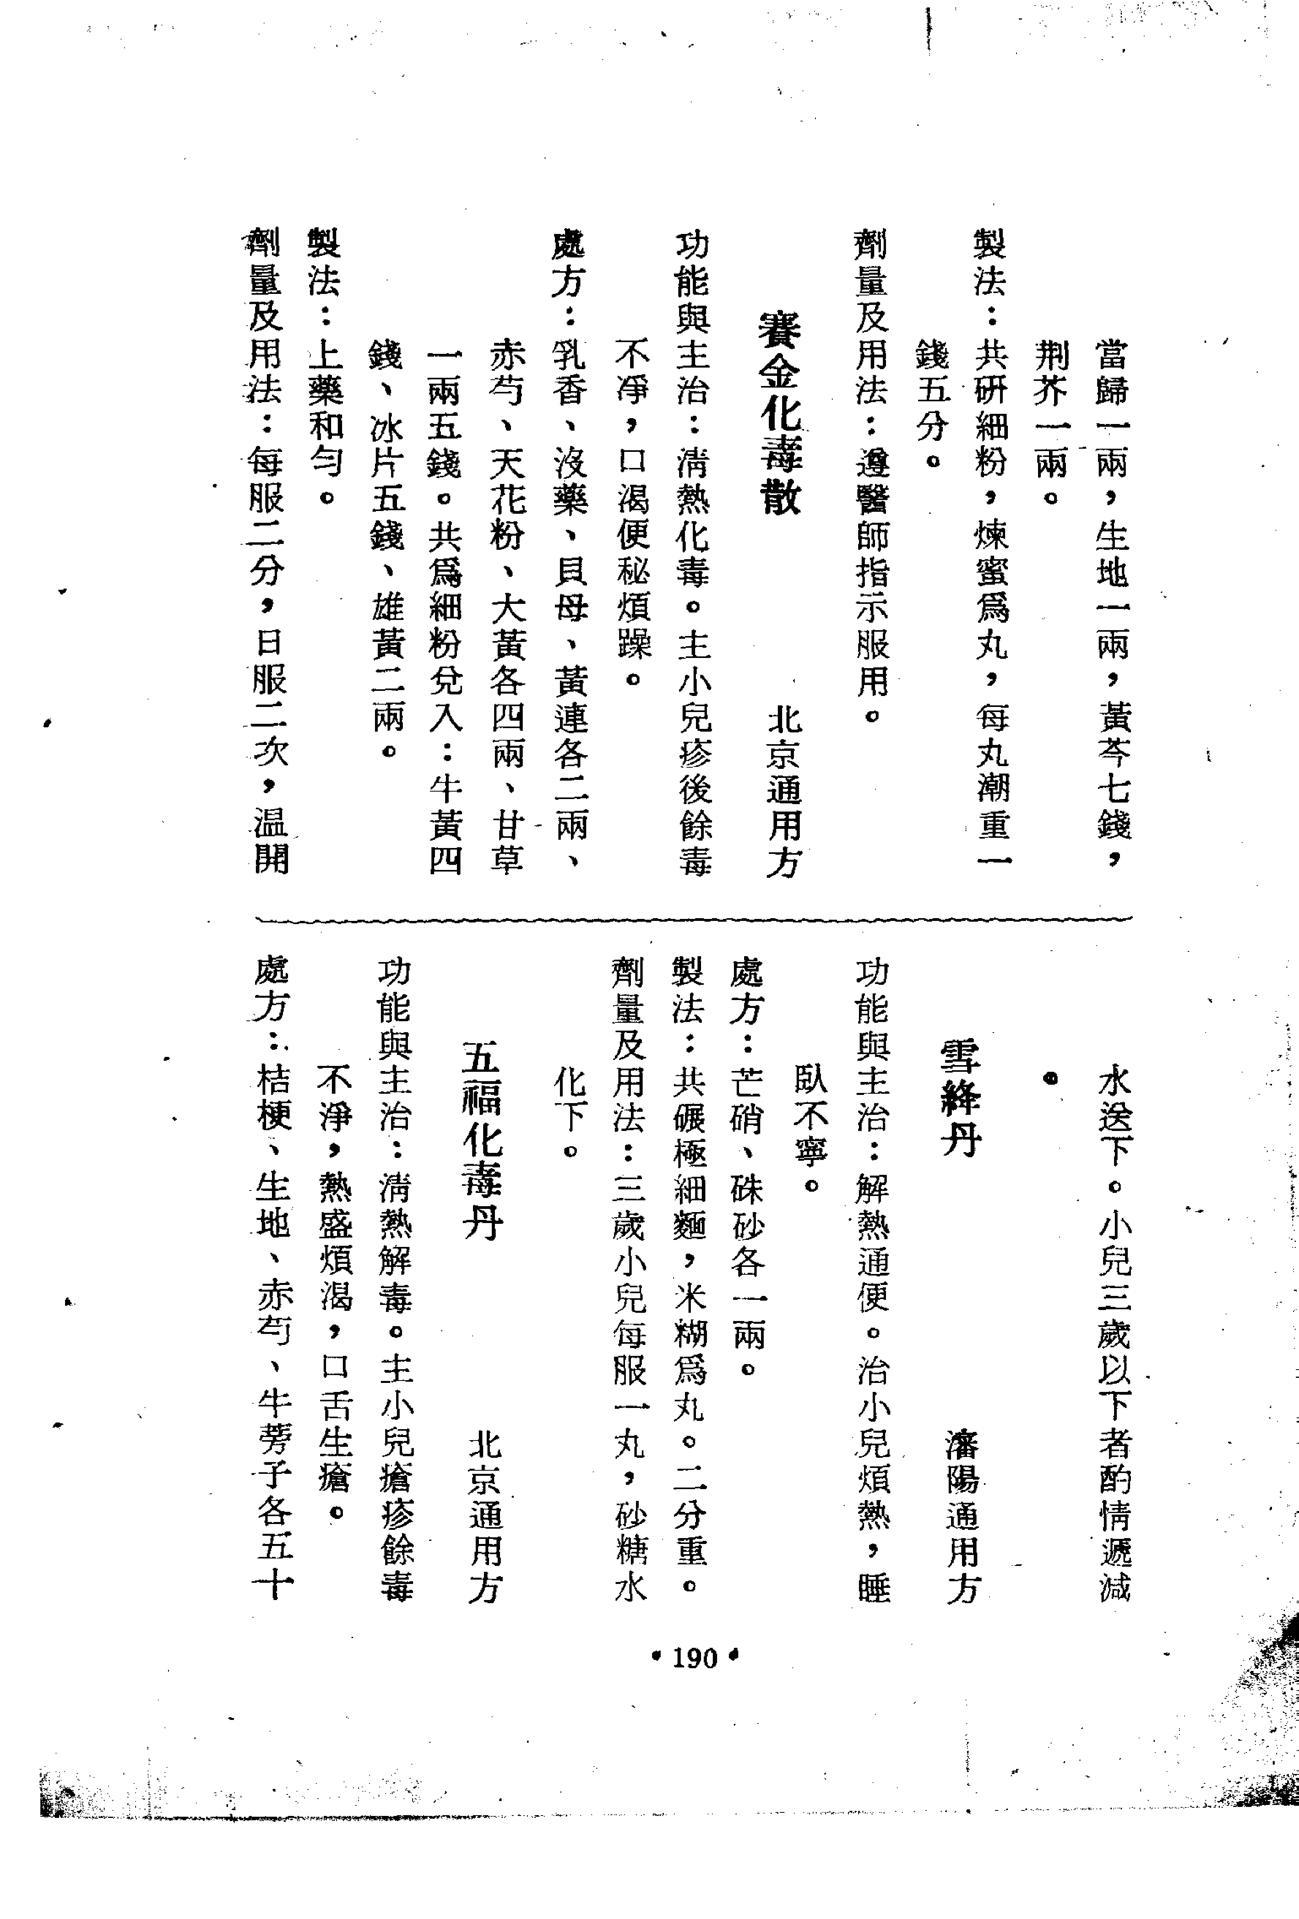 當歸一兩，生地一兩，黃芩七錢，
荆芥一兩。
製法：共研細粉，煉蜜爲丸，每丸潮重一
錢五分。
劑量及用法：遵醫師指示服用。
賽金化毒散　北京通用方
功能與主治：清熱化毒。主小兒疹後餘毒
不淨，口渴便秘煩躁。
處方：乳香、沒藥、貝母、黃連各二兩、
赤芍、天花粉、大黃各四兩、甘草
一兩五錢。共爲細粉兌入：牛黃四
錢、冰片五錢、雄黃二兩。
製法：上藥和勻。
劑量及用法：每服二分，日服二次，温開
水送下。小兒三歲以下者酌情遞減
。
雪絳丹　瀋陽通用方
功能與主治：解熱通便。治小兒煩熱，睡
臥不寧。
處方：芒硝、硃砂各一兩。
製法：共碾極細麵，米糊爲丸。二分重。
劑量及用法：三歲小兒每服一丸，砂糖水
化下。
五福化毒丹　北京通用方
功能與主治：清熱解毒。主小兒瘡疹餘毒
不淨，熱盛煩渴，口舌生瘡。
處方：桔梗、生地、赤芍、牛蒡子各五十
• 190 •